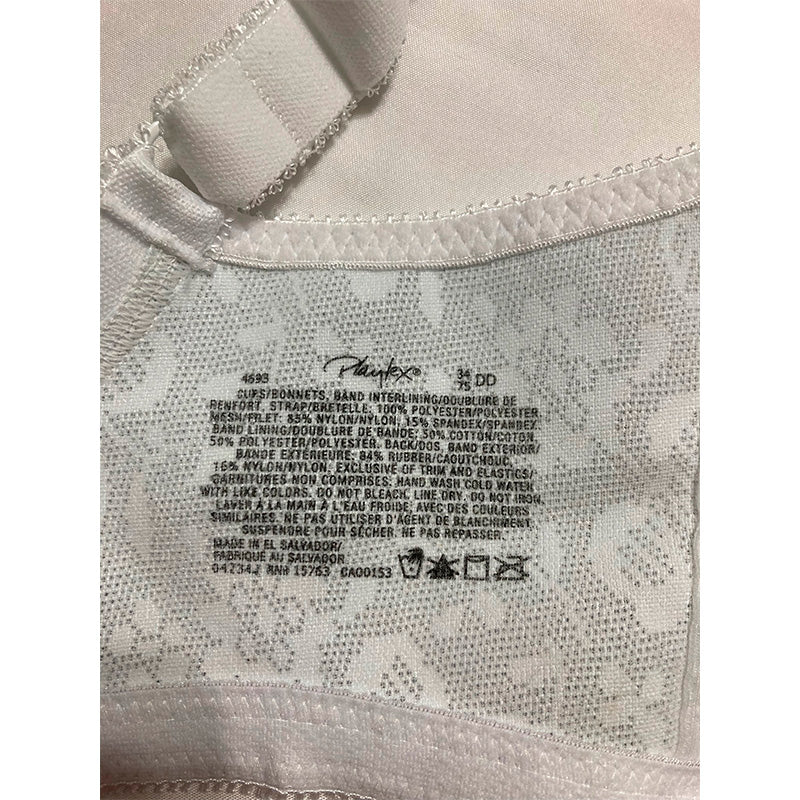 4693 Playtex® 34 75 DD
CUPS/BONNETS, BAND INTERLINING/DOUBLURE DE
RENFORT, STRAP/BRETELLE: 100% POLYESTER/POLYESTER.
MESH/FILET: 85% NYLON/NYLON, 15% SPANDEX/SPANDEX.
BAND LINING/DOUBLURE DE BANDE: 50% COTTON/COTON,
50% POLYESTER/POLYESTER. BACK/DOS, BAND EXTERIOR/
BANDE EXTÉRIEURE: 84% RUBBER/CAOUTCHOUC,
16% NYLON/NYLON, EXCLUSIVE OF TRIM AND ELASTICS/
GARNITURES NON COMPRISES. HAND WASH COLD WATER
WITH LIKE COLORS. DO NOT BLEACH. LINE DRY. DO NOT IRON.
LAVER À LA MAIN À L'EAU FROIDE, AVEC DES COULEURS
SIMILAIRES. NE PAS UTILISER D'AGENT DE BLANCHIMENT.
SUSPENDRE POUR SÉCHER. NE PAS REPASSER.
MADE IN EL SALVADOR/
FABRIQUÉ AU SALVADOR
RN# 15763 CA00153